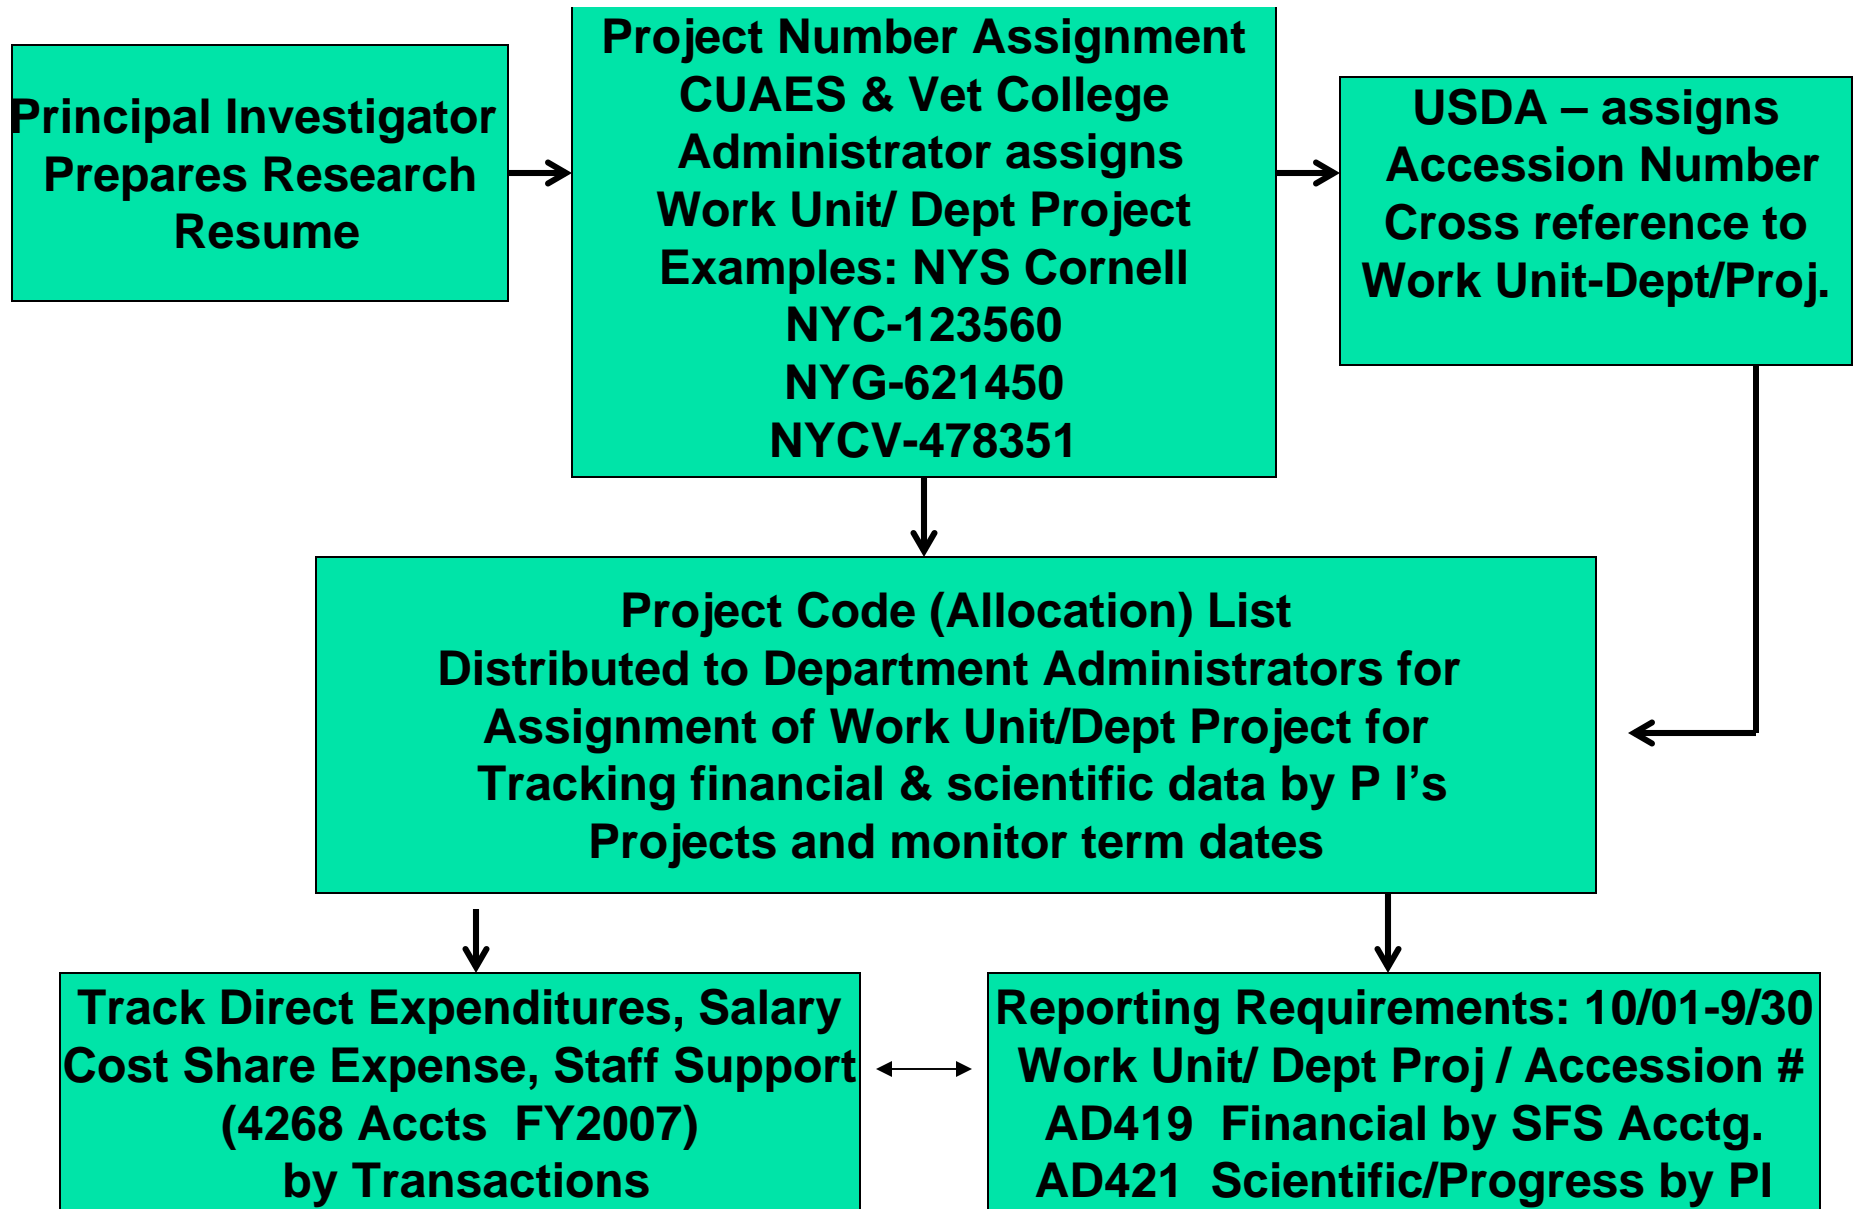 Principal Investigator
Prepares Research
Resume
Project Number Assignment
CUAES & Vet College
Administrator assigns
Work Unit/ Dept Project
Examples: NYS Cornell
NYC-123560
NYG-621450
NYCV-478351
USDA – assigns
Accession Number
Cross reference to
Work Unit-Dept/Proj.
Project Code (Allocation) List
Distributed to Department Administrators for
Assignment of Work Unit/Dept Project for
Tracking financial & scientific data by P I’s
Projects and monitor term dates
Track Direct Expenditures, Salary
Cost Share Expense, Staff Support
(4268 Accts  FY2007)
by Transactions
Reporting Requirements: 10/01-9/30
Work Unit/ Dept Proj / Accession #
AD419  Financial by SFS Acctg.
AD421  Scientific/Progress by PI